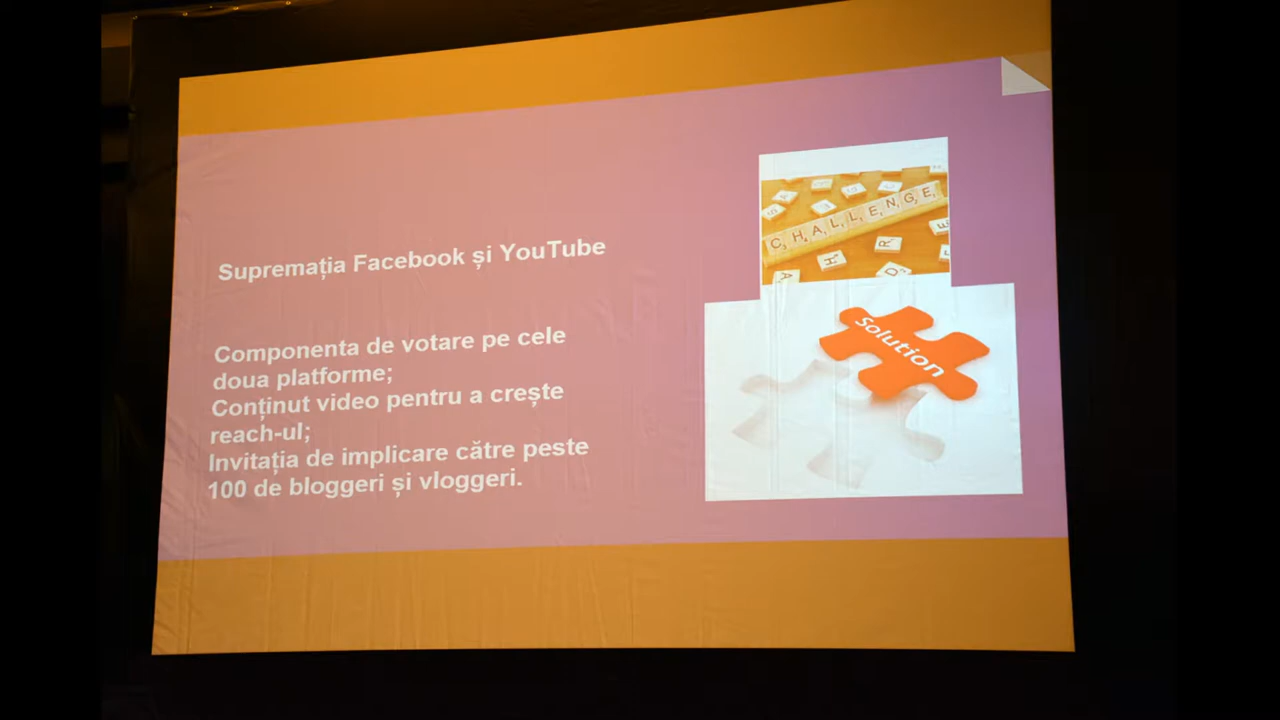 Supremația Facebook și YouTube
Componenta de votare pe cele
doua platforme;
Conținut video pentru a crește
reach-ul;
Invitația de implicare către peste
100 de bloggeri și vloggeri.
CHALLENGE
Solution